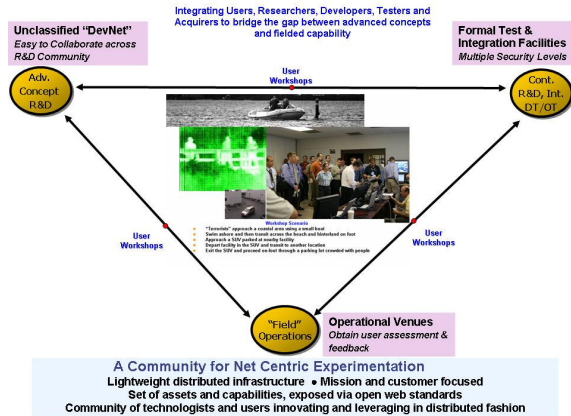 Integrating Users, Researchers, Developers, Testers and
Acquirers to bridge the gap between advanced concepts
and fielded capability
Unclassified “DevNet”
Easy to Collaborate across
R&D Community
Formal Test &
Integration Facilities
Multiple Security Levels
Adv.
Concept
R&D
User
Workshops
Cont.
R&D, Int.
DT/OT
Workshop Scenario
"Terrorists" approach a coastal area using a small boat
Swim ashore and then transit across the beach and hinterland on foot
Approach a SUV parked at nearby facility
Depart facility in the SUV and transit to another location
Exit the SUV and proceed on-foot through a parking lot crowded with people
User
Workshops
User
Workshops
“Field”
Operations
Operational Venues
Obtain user assessment &
feedback
A Community for Net Centric Experimentation
Lightweight distributed infrastructure ● Mission and customer focused
Set of assets and capabilities, exposed via open web standards
Community of technologists and users innovating and leveraging in distributed fashion